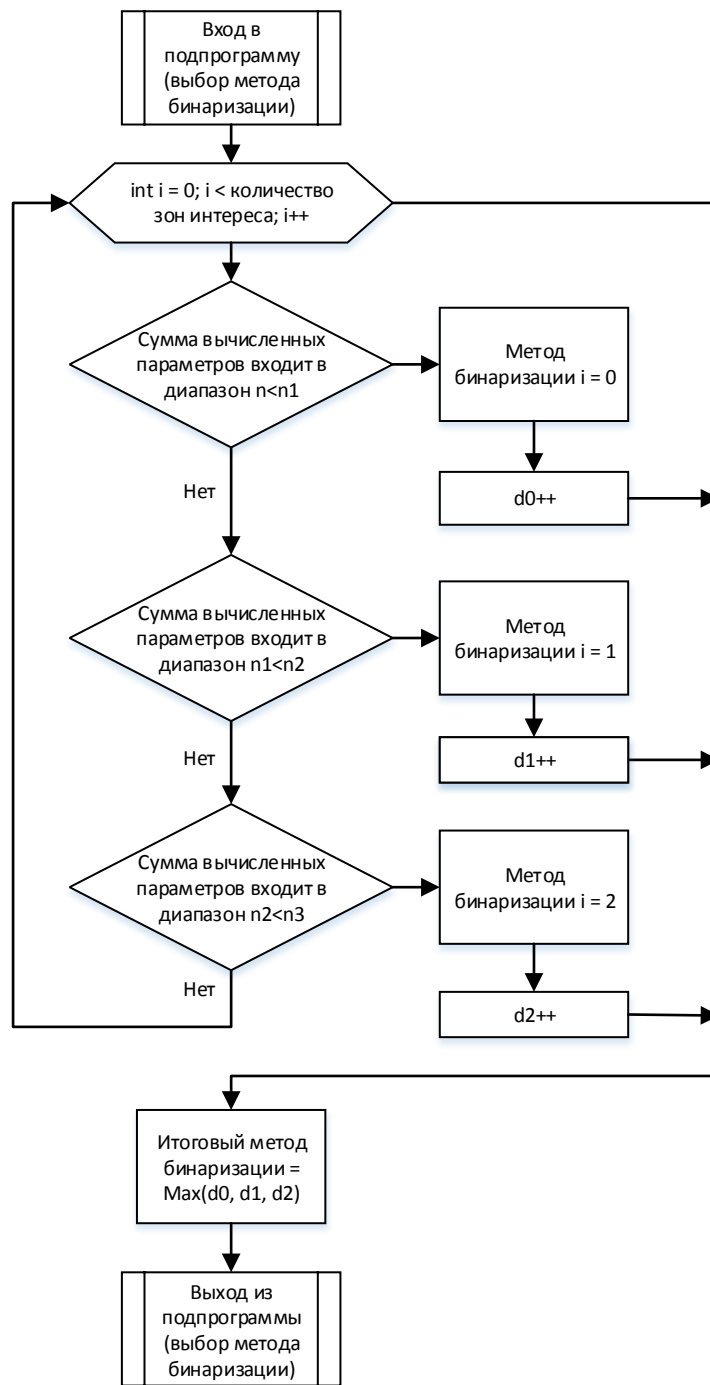 Вход в
подпрограмму
(выбор метода
бинаризации)
int i = 0; i < количество
зон интереса; i++
Сумма вычисленных
параметров входит в
диапазон n<n1
Метод
бинаризации i = 0
Нет
d0++
Сумма вычисленных
параметров входит в
диапазон n1<n2
Метод
бинаризации i = 1
Нет
d1++
Сумма вычисленных
параметров входит в
диапазон n2<n3
Метод
бинаризации i = 2
Нет
d2++
Итоговый метод
бинаризации =
Max(d0, d1, d2)
Выход из
подпрограммы
(выбор метода
бинаризации)